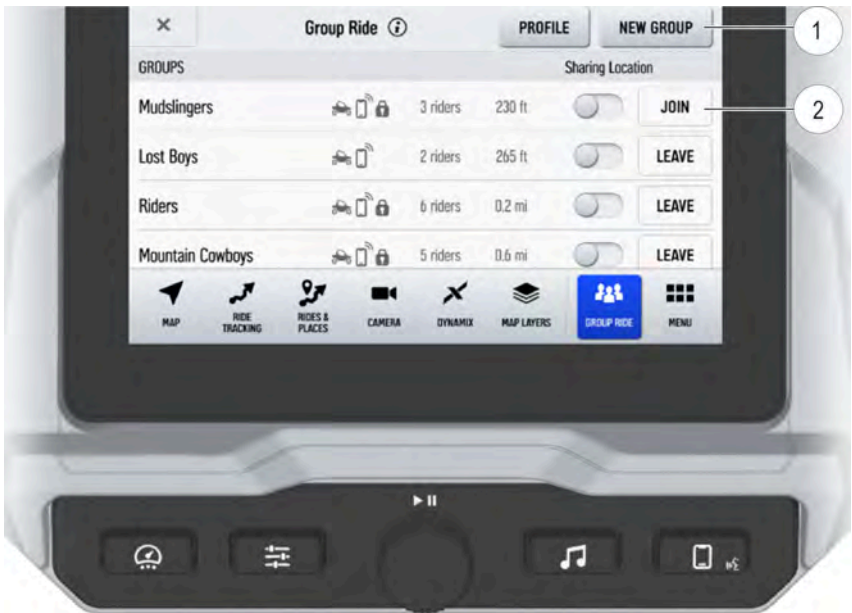 × Group Ride i PROFILE NEW GROUP 1
GROUPS Sharing Location
Mudslingers 3 riders 230 ft JOIN 2
Lost Boys 2 riders 265 ft LEAVE
Riders 6 riders 0.2 mi LEAVE
Mountain Cowboys 5 riders 0.6 mi LEAVE
MAP RIDE TRACKING RIDES & PLACES CAMERA DYNAMIX MAP LAYERS GROUP RIDE MENU